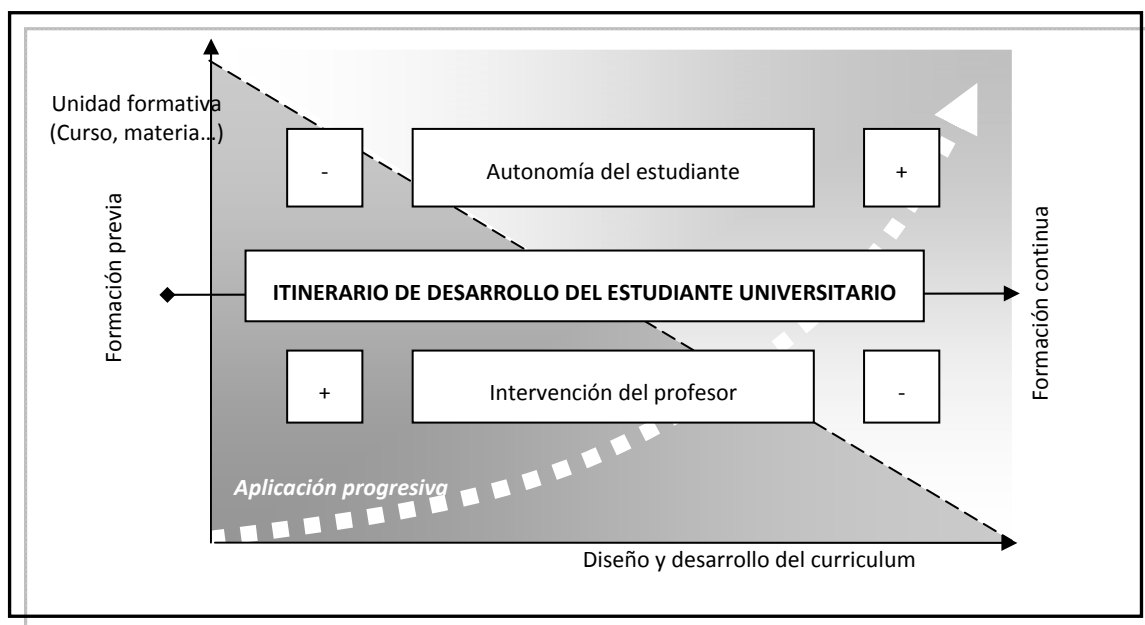 Unidad formativa
(Curso, materia…)
-
Autonomía del estudiante
+
Formación previa
ITINERARIO DE DESARROLLO DEL ESTUDIANTE UNIVERSITARIO
Formación continua
+
Intervención del profesor
-
Aplicación progresiva
Diseño y desarrollo del curriculum